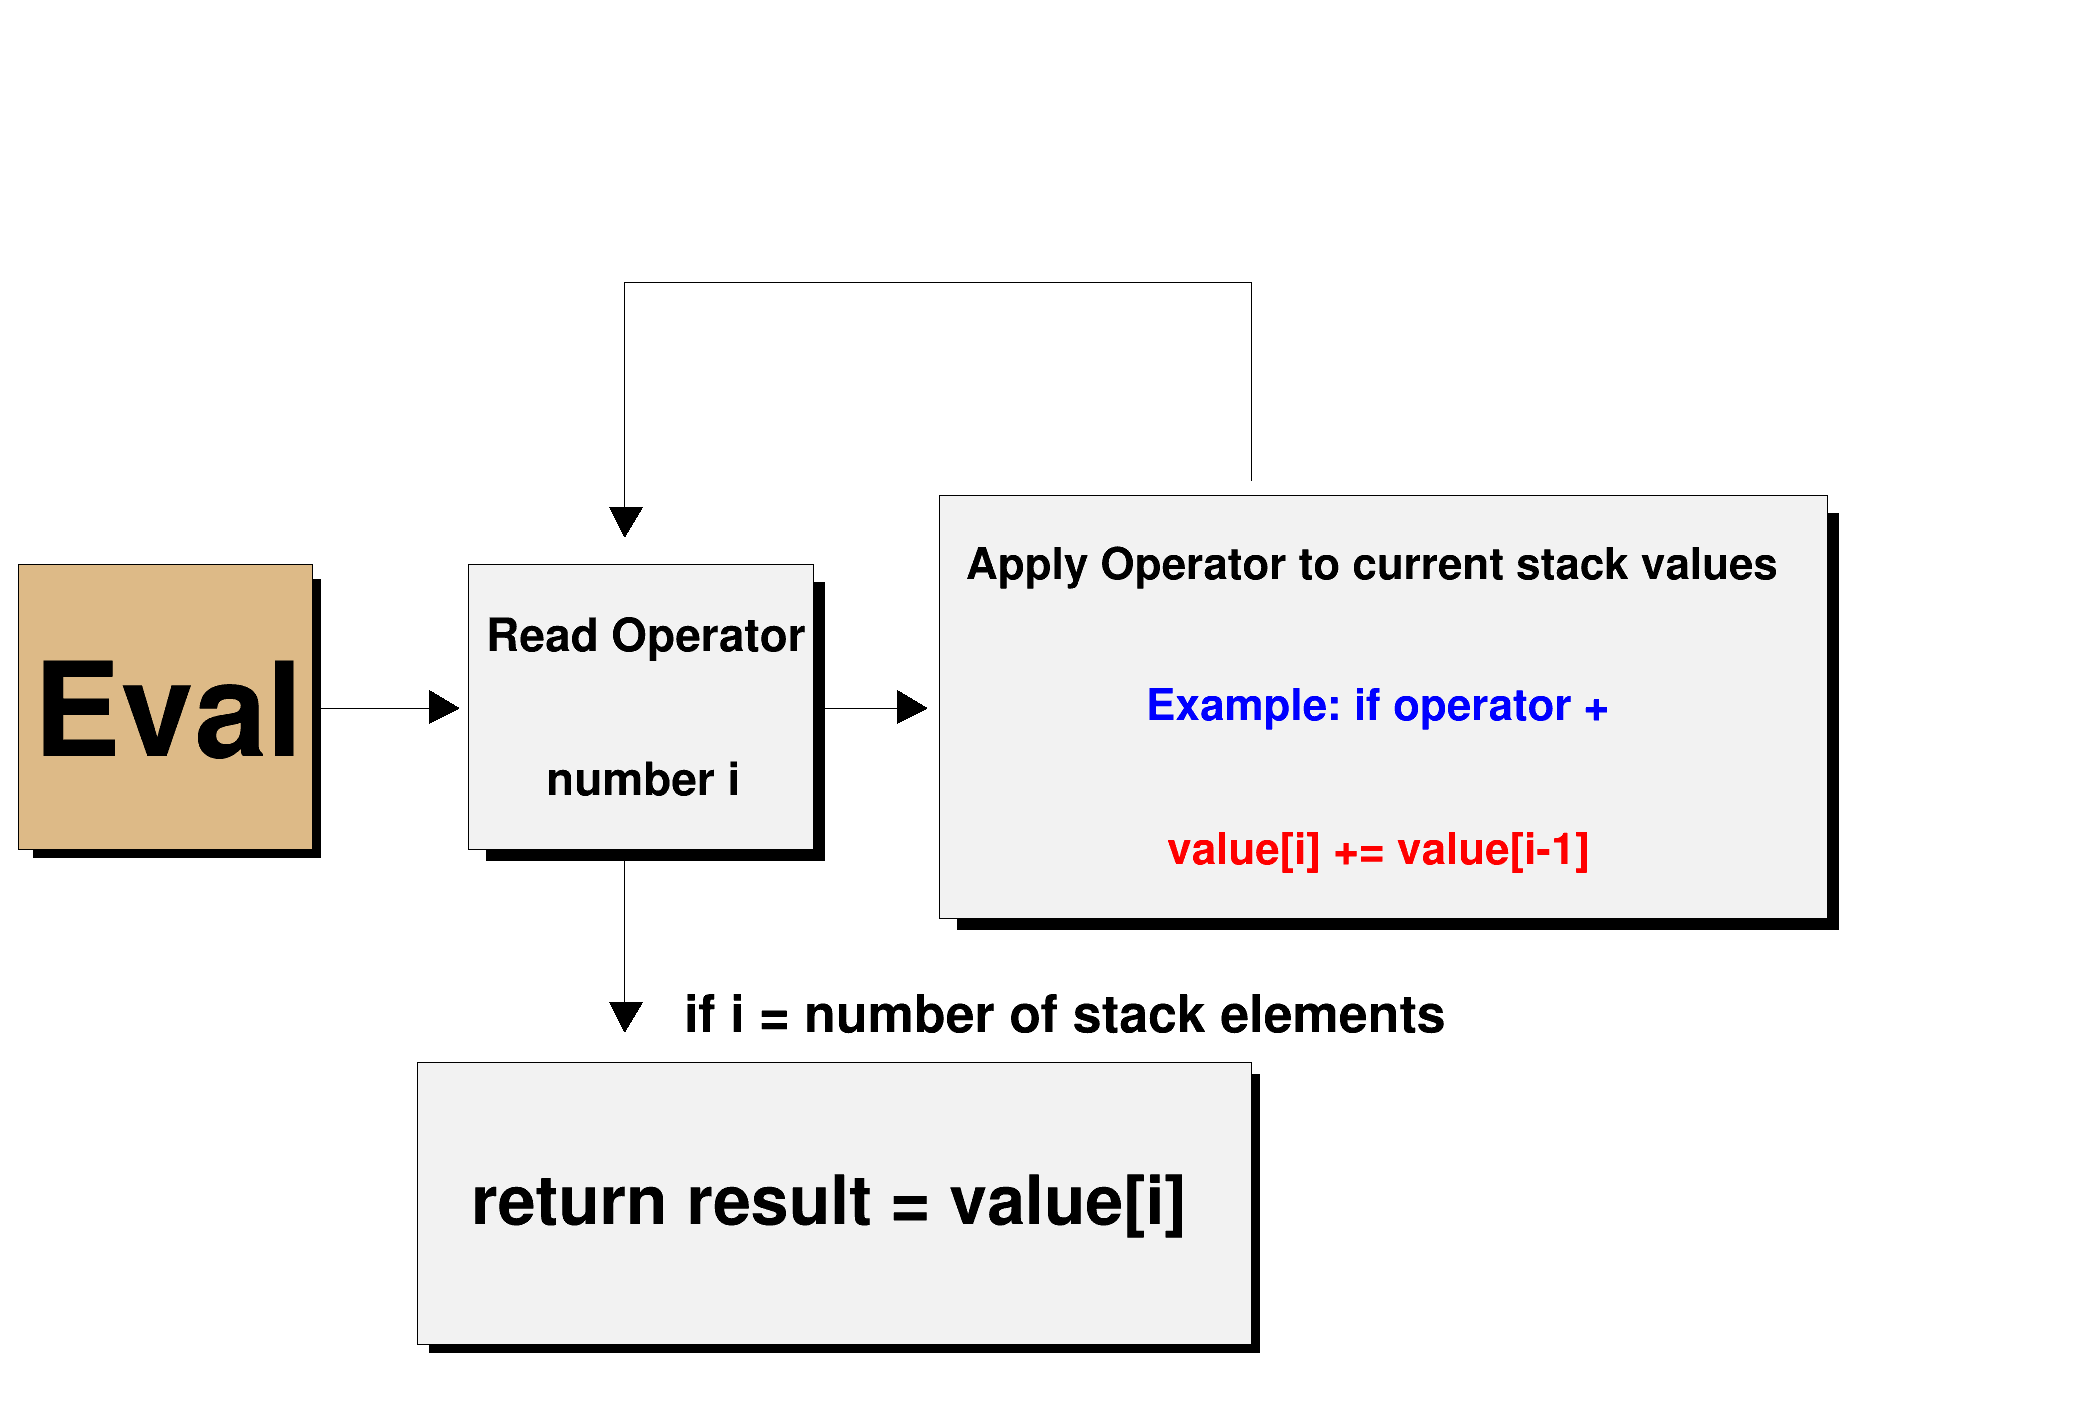 Eval
Read Operator
number i
Apply Operator to current stack values
Example: if operator +
value[i] += value[i-1]
if i = number of stack elements
return result = value[i]